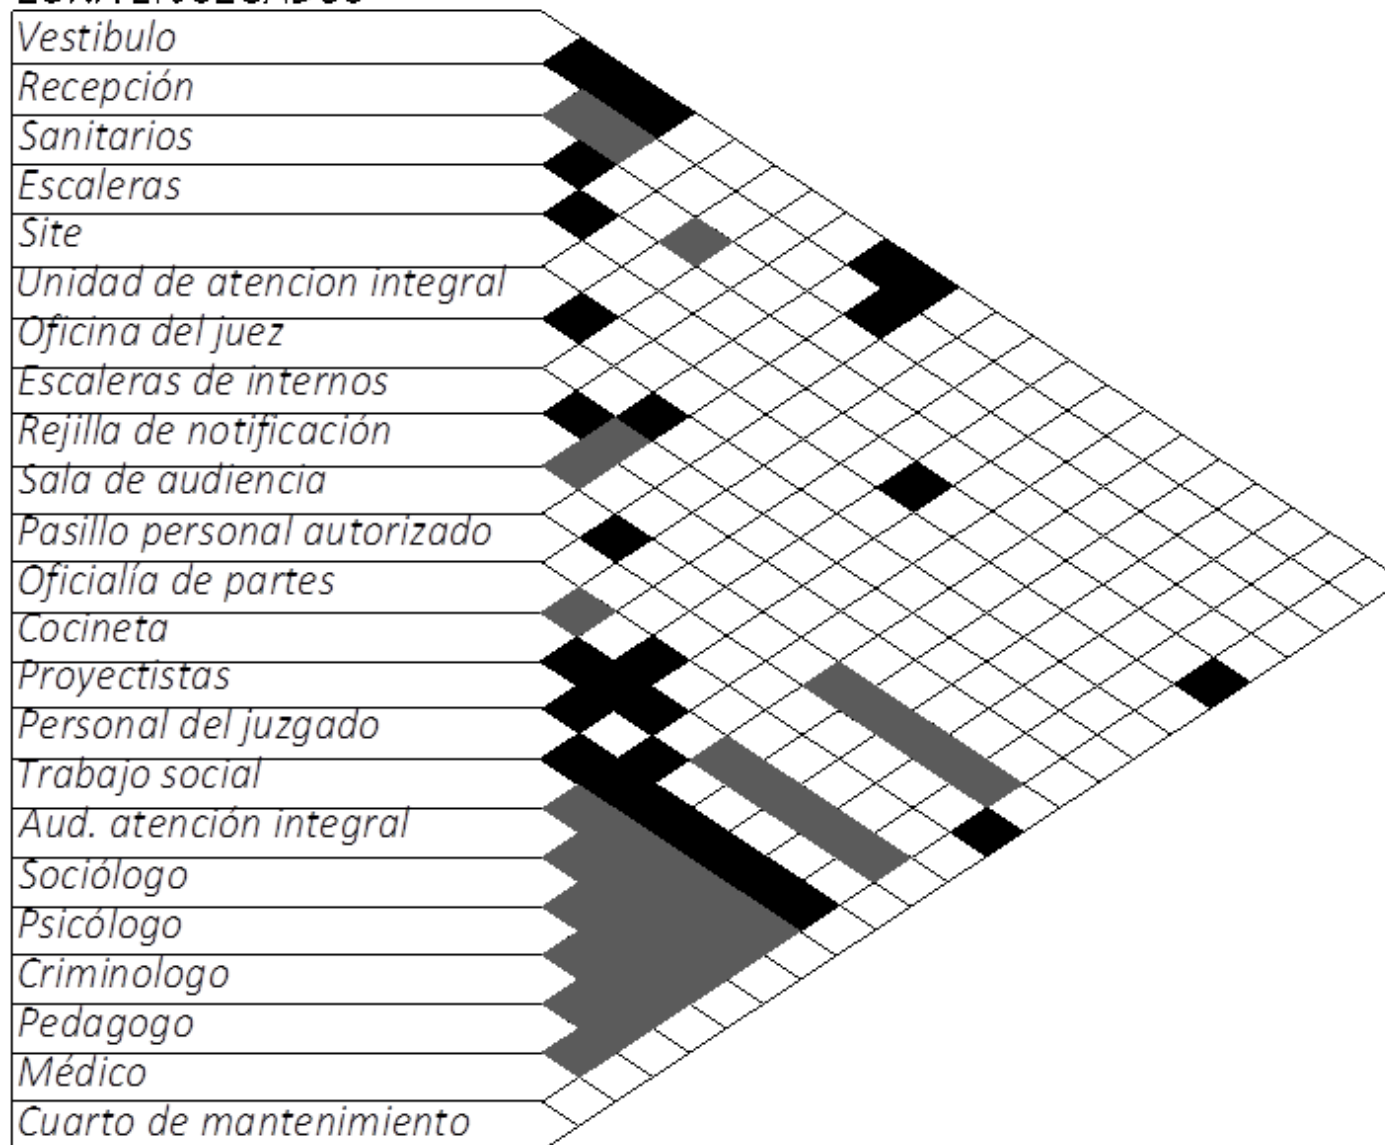 Vestibulo
Recepción
Sanitarios
Escaleras
Site
Unidad de atencion integral
Oficina del juez
Escaleras de internos
Rejilla de notificación
Sala de audiencia
Pasillo personal autorizado
Oficialía de partes
Cocineta
Proyectistas
Personal del juzgado
Trabajo social
Aud. atención integral
Sociólogo
Psicólogo
Criminologo
Pedagogo
Médico
Cuarto de mantenimiento